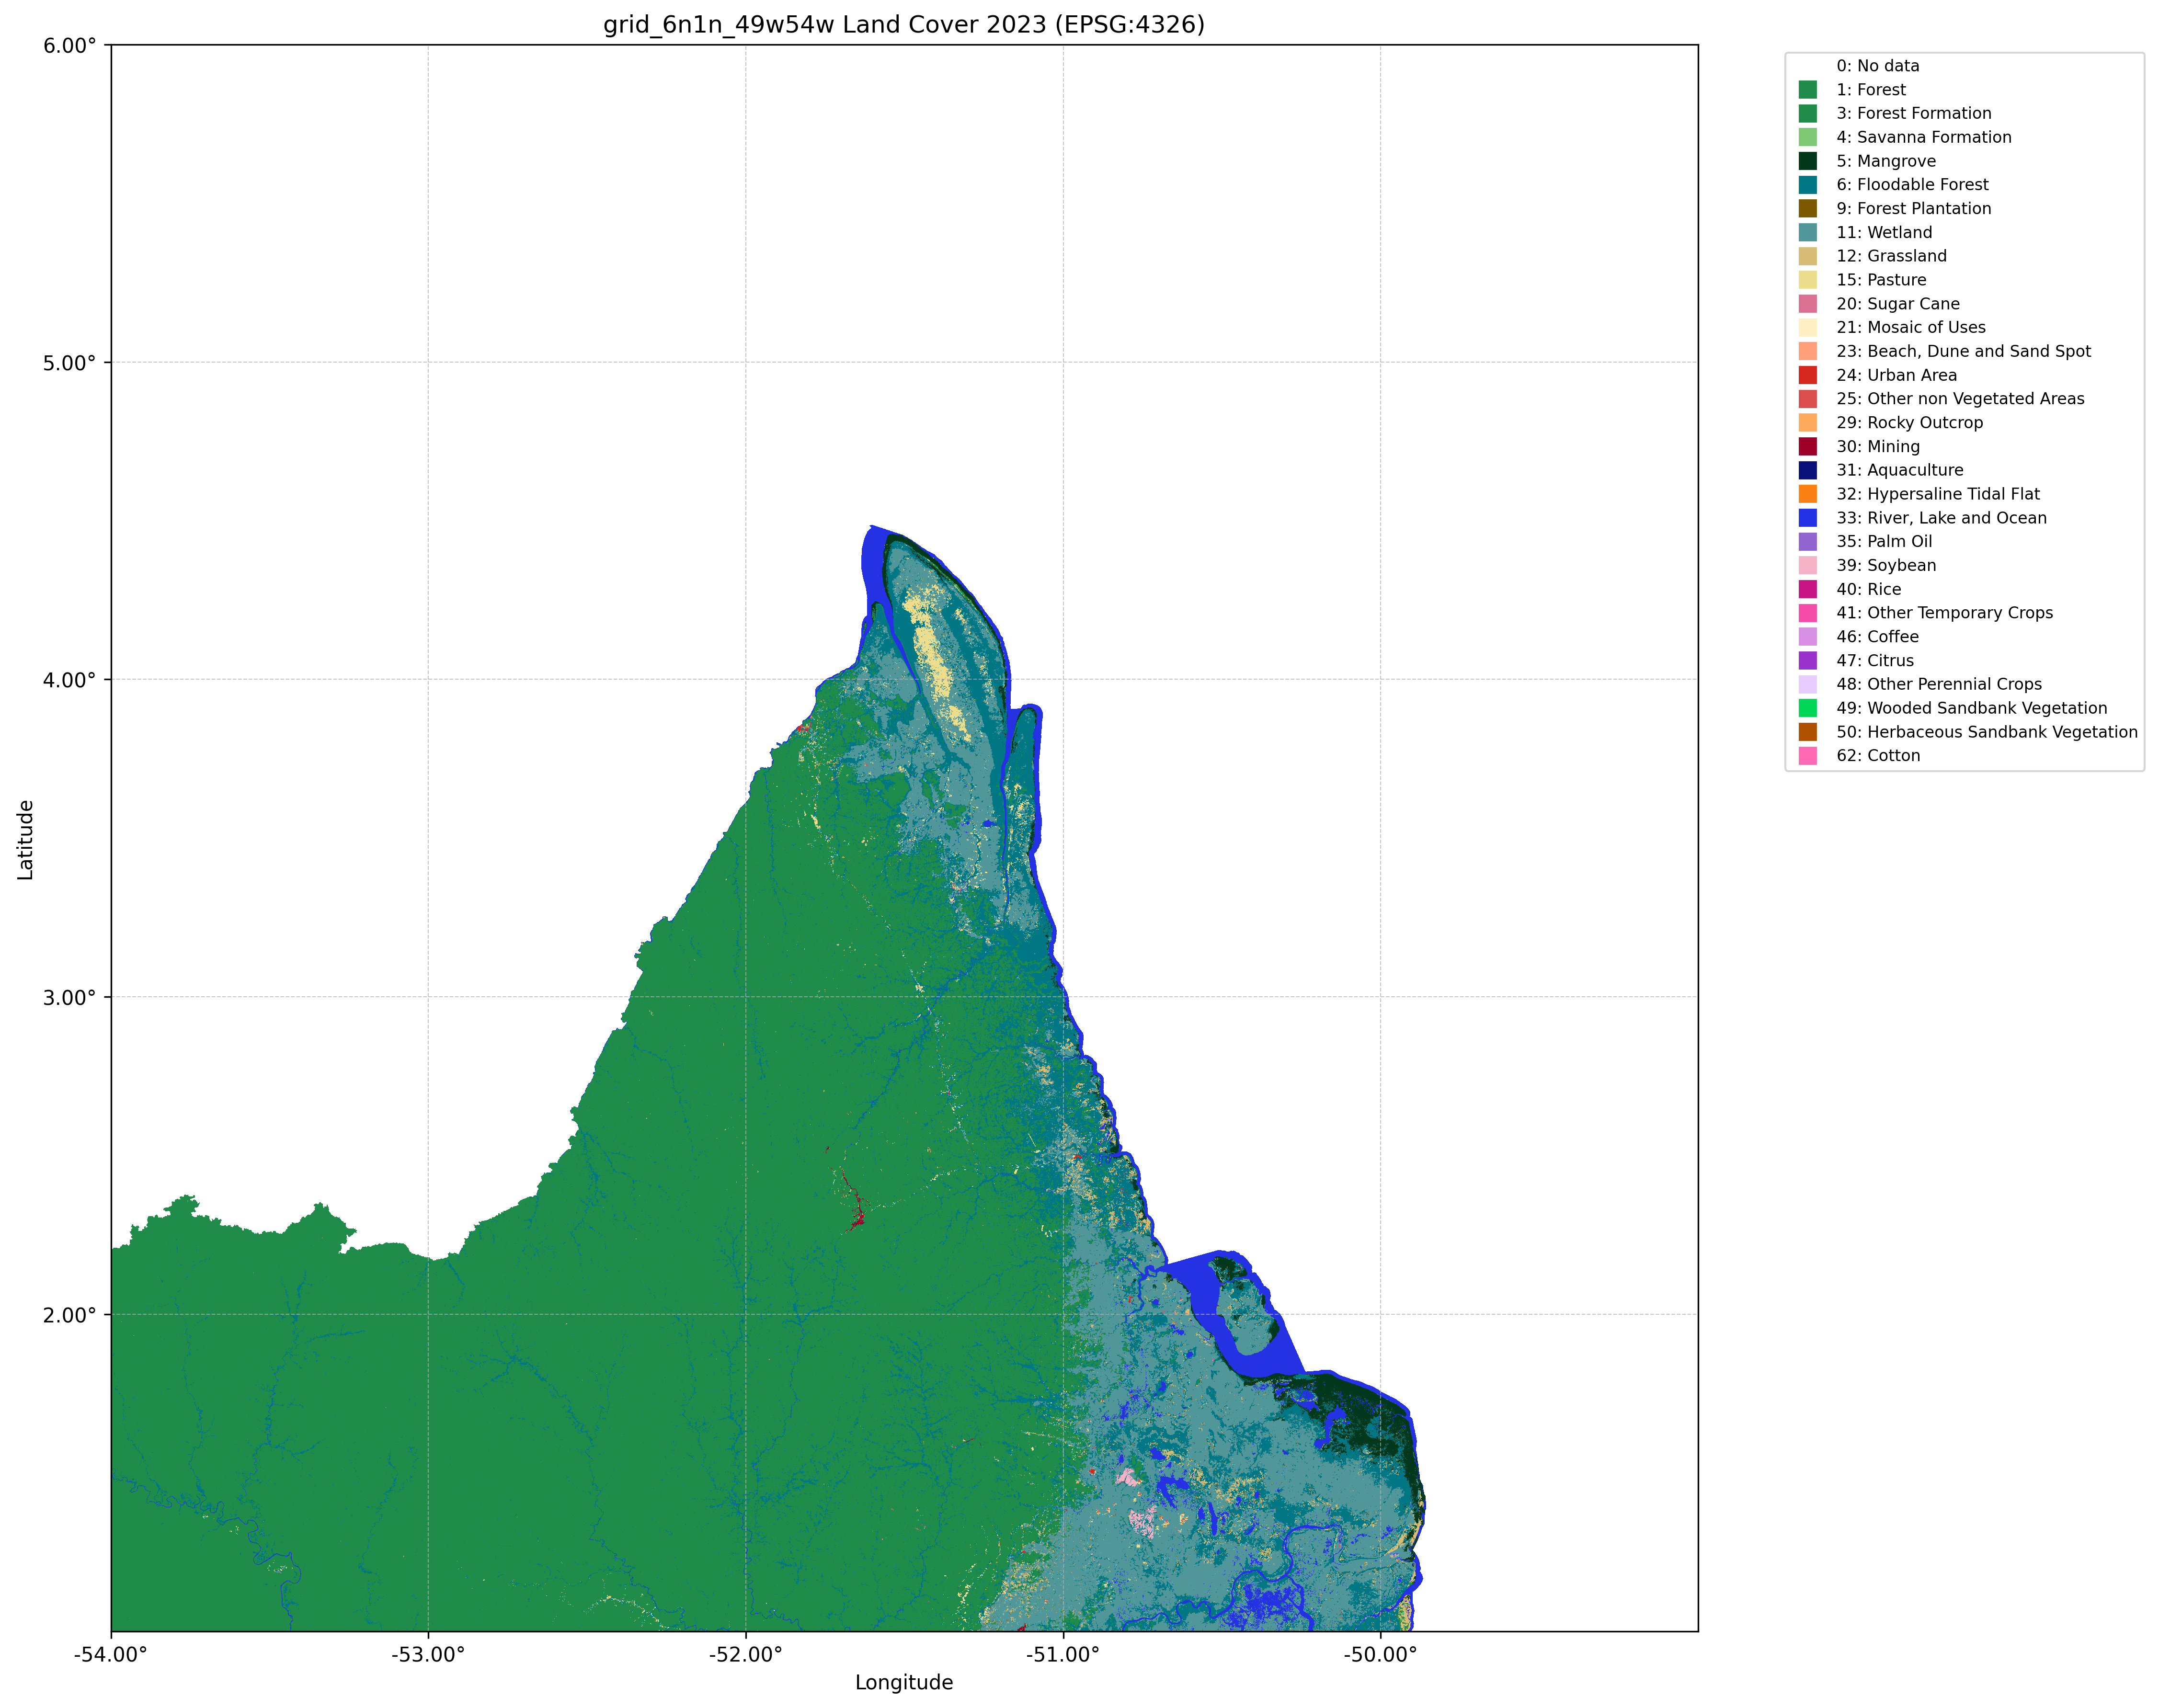 grid_6n1n_49w54w Land Cover 2023 (EPSG:4326)
6.00°
5.00°
4.00°
3.00°
2.00°
Latitude
-54.00°
-53.00°
-52.00°
-51.00°
-50.00°
Longitude
0: No data
1: Forest
3: Forest Formation
4: Savanna Formation
5: Mangrove
6: Floodable Forest
9: Forest Plantation
11: Wetland
12: Grassland
15: Pasture
20: Sugar Cane
21: Mosaic of Uses
23: Beach, Dune and Sand Spot
24: Urban Area
25: Other non Vegetated Areas
29: Rocky Outcrop
30: Mining
31: Aquaculture
32: Hypersaline Tidal Flat
33: River, Lake and Ocean
35: Palm Oil
39: Soybean
40: Rice
41: Other Temporary Crops
46: Coffee
47: Citrus
48: Other Perennial Crops
49: Wooded Sandbank Vegetation
50: Herbaceous Sandbank Vegetation
62: Cotton